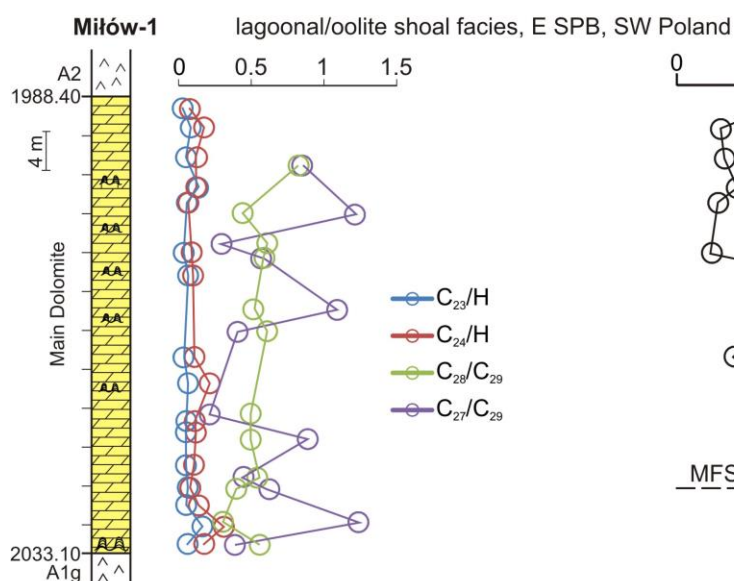 Miłów-1
lagoonal/oolite shoal facies, E SPB, SW Poland
0 0.5 1 1.5
0
A2
1988.40
4 m
Main Dolomite
C₂₃/H
C₂₄/H
C₂₈/C₂₉
C₂₇/C₂₉
MFS
2033.10
A1g